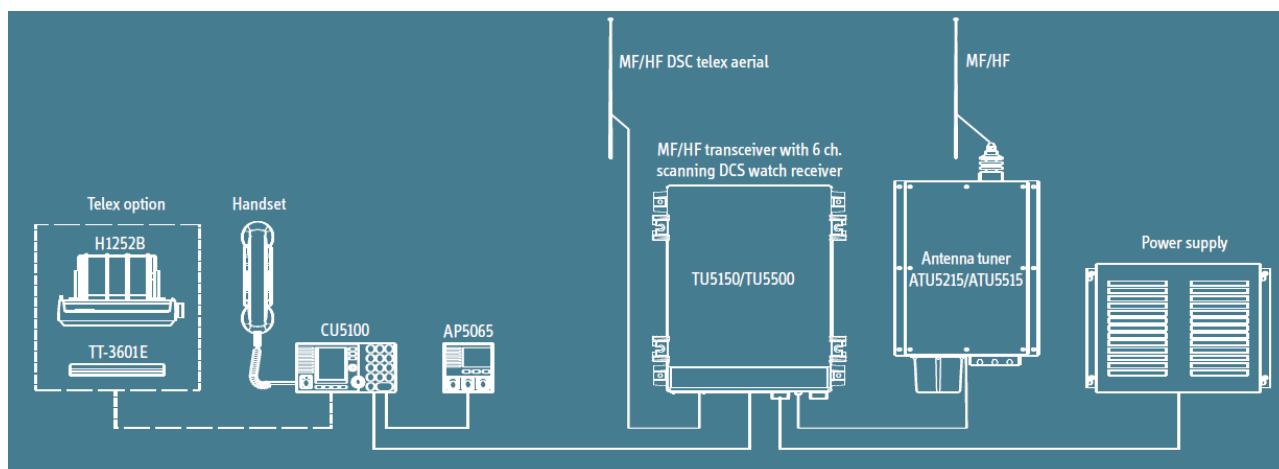 MF/HF DSC telex aerial
MF/HF
MF/HF transceiver with 6 ch.
scanning DCS watch receiver
Telex option
Handset
H1252B
Power supply
Antenna tuner
ATU5215/ATU5515
TU5150/TU5500
CU5100
AP5065
TT-3601E